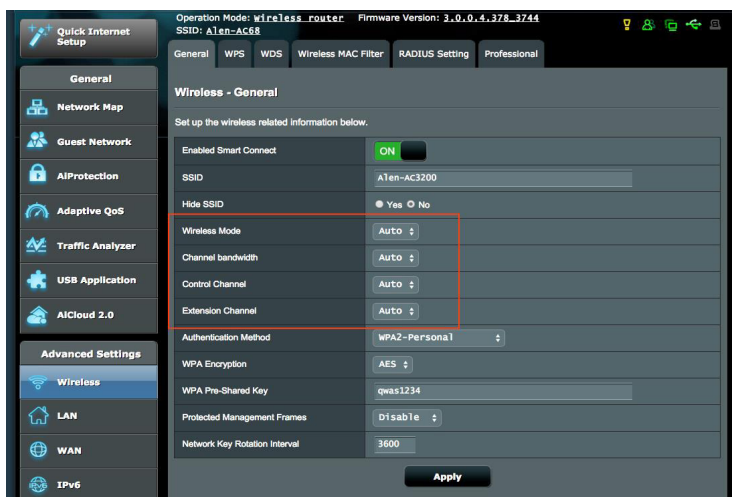 Quick Internet
Setup
Operation Mode: Wireless router Firmware Version: 3.0.0.4.378_3744
SSID: Alen-AC68
General WPS WDS Wireless MAC Filter RADIUS Setting Professional
General
Network Map
Guest Network
AiProtection
Adaptive QoS
Traffic Analyzer
USB Application
AiCloud 2.0
Advanced Settings
Wireless
LAN
WAN
IPv6
Wireless - General
Set up the wireless related information below.
Enabled Smart Connect ON
SSID Alen-AC3200
Hide SSID Yes No
Wireless Mode Auto
Channel bandwidth Auto
Control Channel Auto
Extension Channel Auto
Authentication Method WPA2-Personal
WPA Encryption AES
WPA Pre-Shared Key qwas1234
Protected Management Frames Disable
Network Key Rotation Interval 3600
Apply